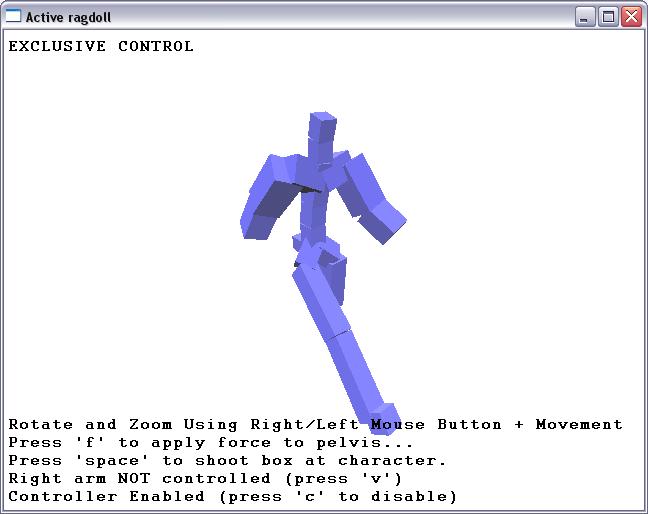 Active ragdoll
EXCLUSIVE CONTROL
Rotate and Zoom Using Right/Left Mouse Button + Movement
Press 'f' to apply force to pelvis...
Press 'space' to shoot box at character.
Right arm NOT controlled (press 'v')
Controller Enabled (press 'c' to disable)